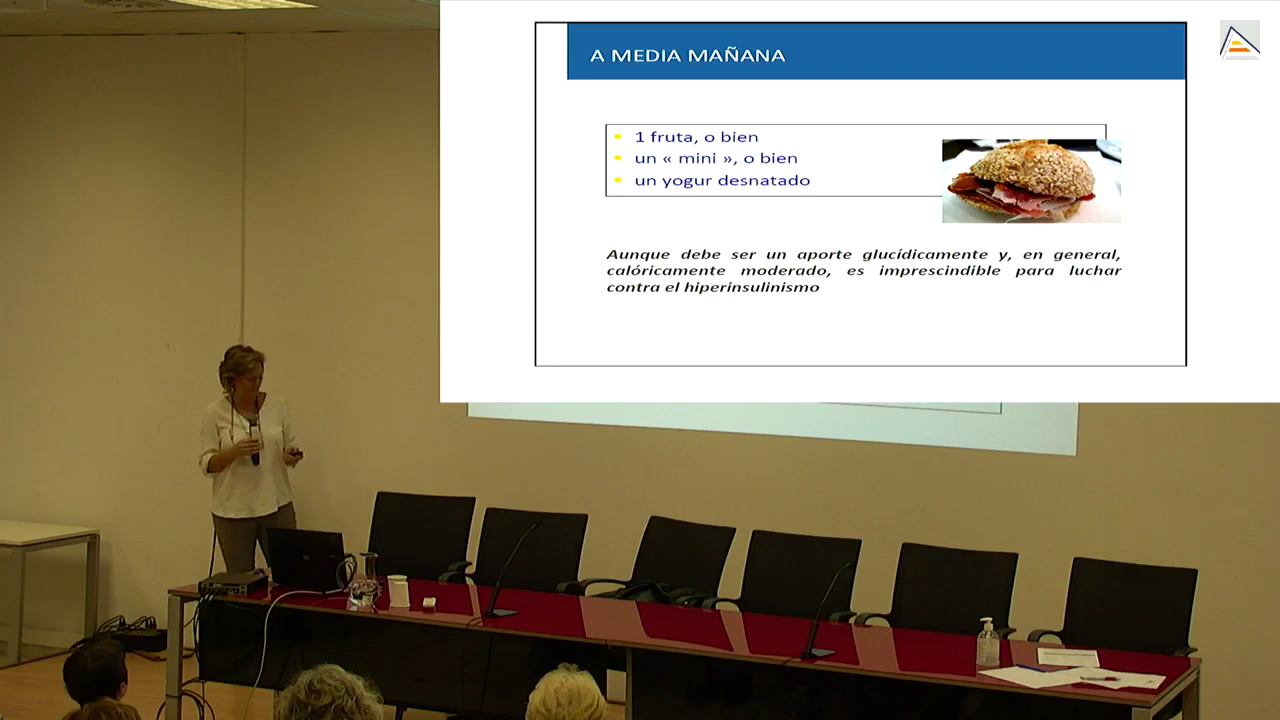 A MEDIA MAÑANA
1 fruta, o bien
un « mini », o bien
un yogur desnatado
Aunque debe ser un aporte glucídicamente y, en general,
calóricamente moderado, es imprescindible para luchar
contra el hiperinsulinismo